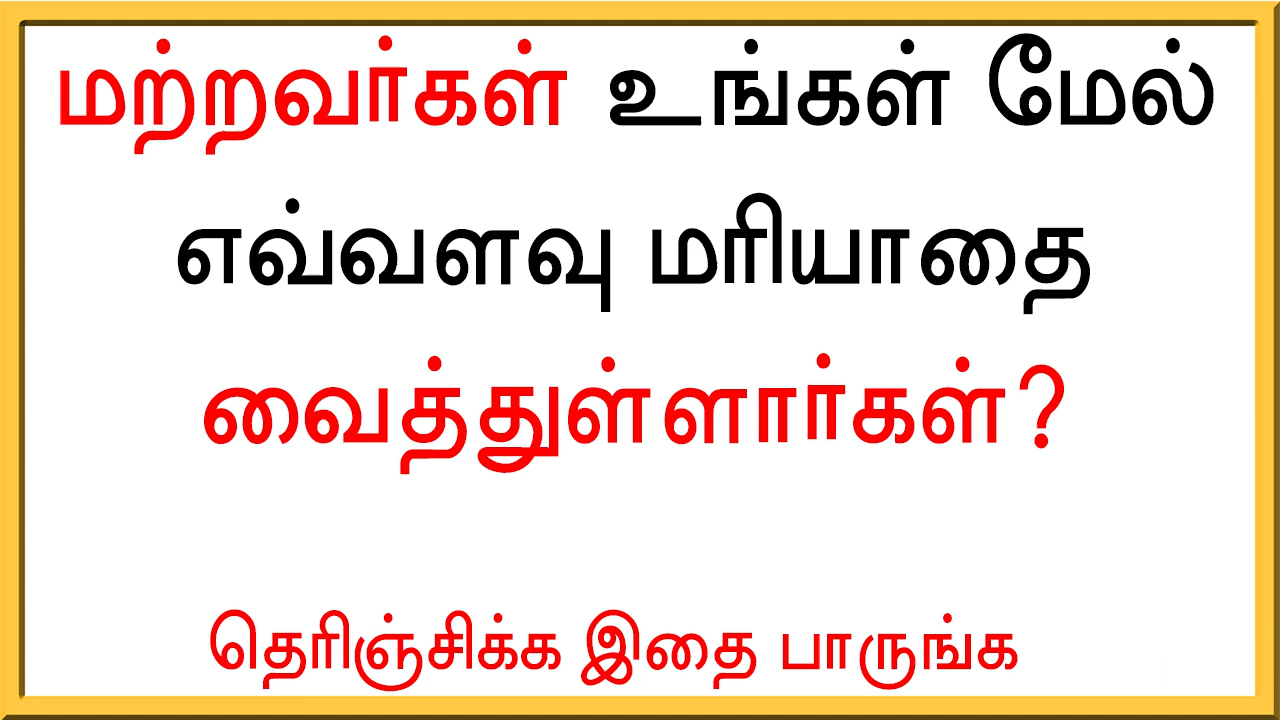 மற்றவர்கள் உங்கள் மேல்
எவ்வளவு மரியாதை
வைத்துள்ளார்கள்?
தெரிஞ்சிக்க இதை பாருங்க